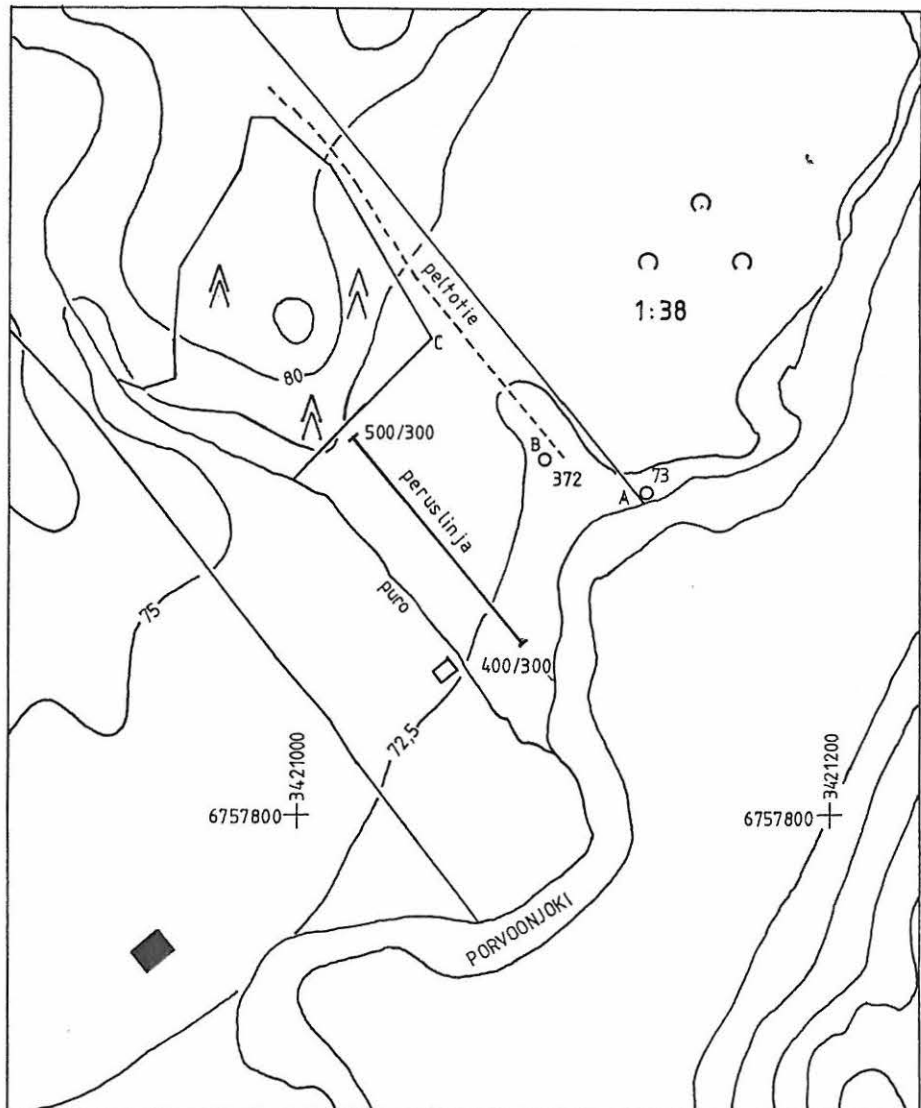 peltotie
1:38
C
80
500/300
B
372
73
A
peruslinja
puro
75
400/300
72,5
3421000
6757800
3421200
6757800
PORVOONJOKI